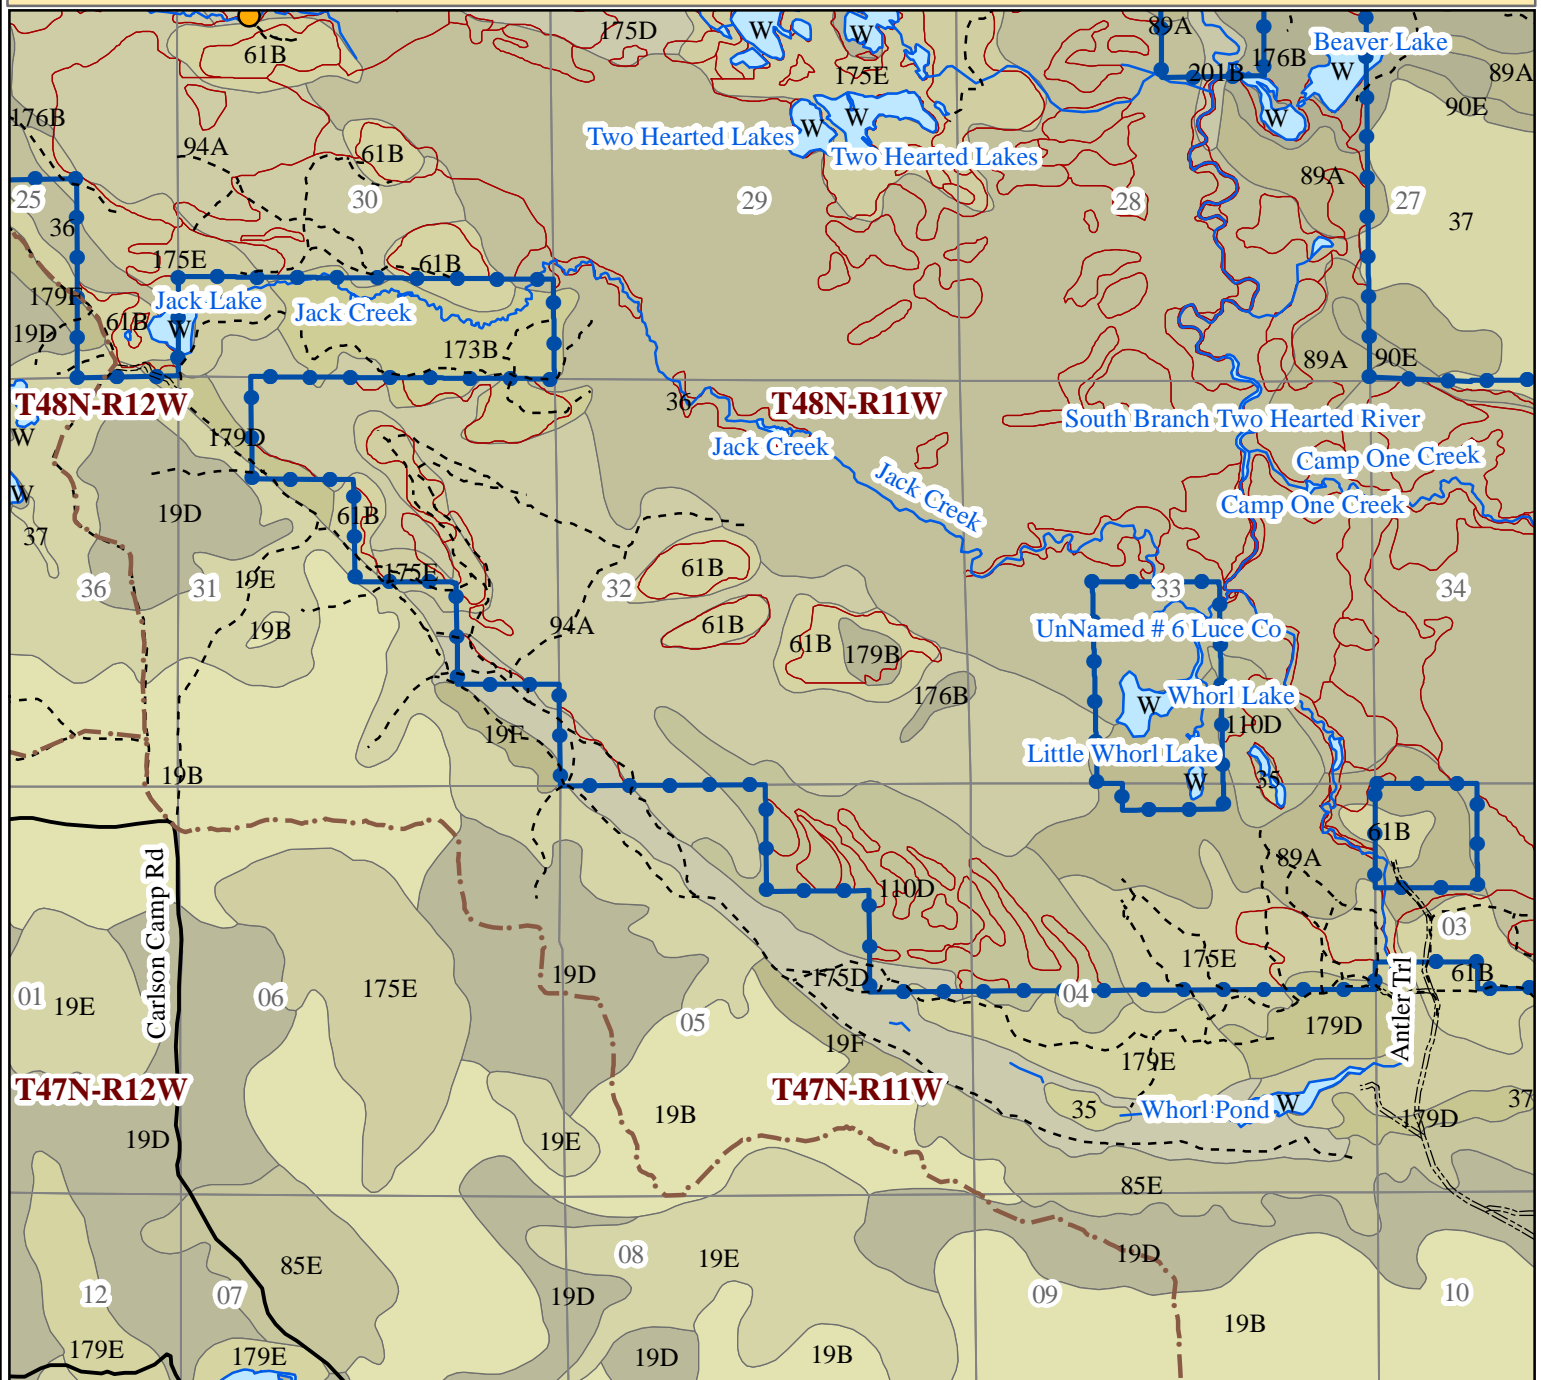 175D
W
W
89A
Beaver Lake
61B
176B
201B
W
89A
175E
90E
176B
W
W
W
Two Hearted Lakes
Two Hearted Lakes
94A
61B
89A
25
30
29
28
27
36
37
175E
61B
179F
Jack Lake
Jack Creek
61B
W
19D
173B
89A
90E
T48N-R12W
36
T48N-R11W
South Branch Two Hearted River
W
179D
Jack Creek
Camp One Creek
Jack Creek
W
Camp One Creek
19D
61B
37
175E
61B
36
31
19E
32
33
34
19B
94A
61B
61B
179B
UnNamed # 6 Luce Co
176B
W
Whorl Lake
19F
110D
Little Whorl Lake
19B
W
35
61B
Carlson Camp Rd
89A
110D
03
175E
19D
175D
61B
01
19E
06
175E
04
Antler Trl
05
179D
19F
179E
T47N-R12W
T47N-R11W
19B
35
Whorl Pond
W
37
179D
19D
19E
85E
08
19E
19D
85E
12
07
19D
09
10
19B
179E
179E
19D
19B